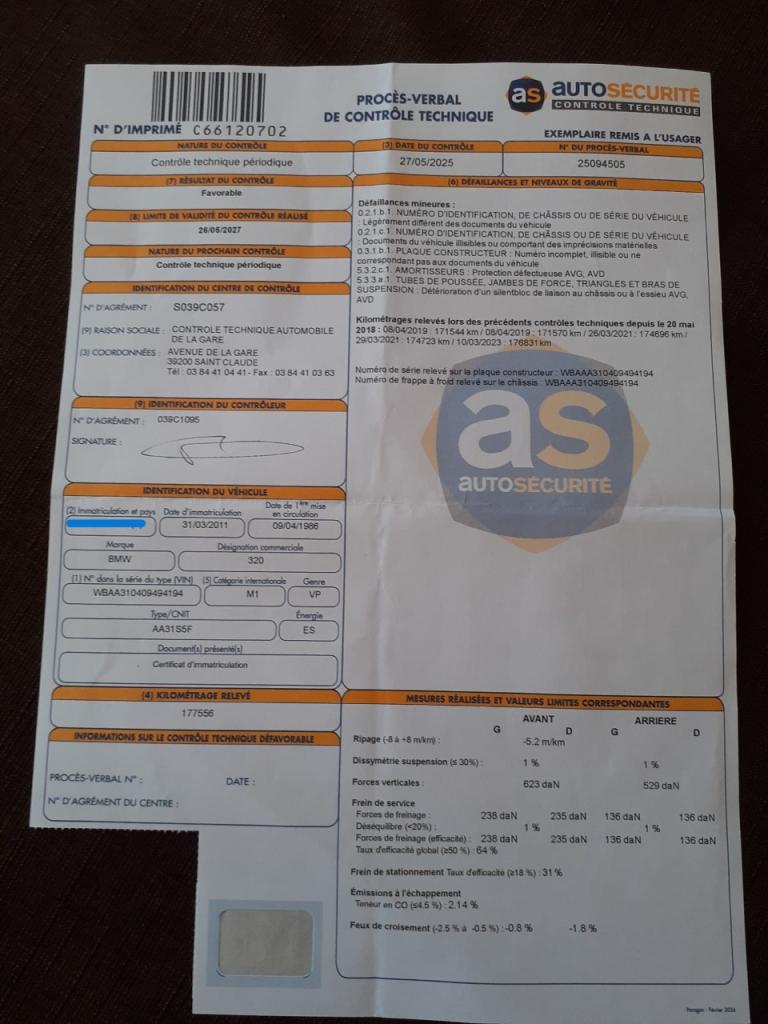 N° D'IMPRIMÉ C66120702
PROCÈS-VERBAL
DE CONTRÔLE TECHNIQUE
as AUTOSÉCURITÉ
CONTROLE TECHNIQUE
EXEMPLAIRE REMIS A L'USAGER
NATURE DU CONTRÔLE
Contrôle technique périodique
(3) DATE DU CONTRÔLE
27/05/2025
N° DU PROCÈS-VERBAL
25094505
(7) RÉSULTAT DU CONTRÔLE
Favorable
(8) LIMITE DE VALIDITÉ DU CONTRÔLE RÉALISÉ
26/05/2027
NATURE DU PROCHAIN CONTRÔLE
Contrôle technique périodique
IDENTIFICATION DU CENTRE DE CONTRÔLE
N° D'AGRÉMENT : S039C057
(9) RAISON SOCIALE : CONTROLE TECHNIQUE AUTOMOBILE
DE LA GARE
(3) COORDONNÉES : AVENUE DE LA GARE
39200 SAINT CLAUDE
Tél : 03 84 41 04 41 - Fax : 03 84 41 03 63
(9) IDENTIFICATION DU CONTRÔLEUR
N° D'AGRÉMENT : 039C1095
SIGNATURE :
IDENTIFICATION DU VÉHICULE
(2) Immatriculation et pays
Date d'immatriculation
31/03/2011
Date de 1ère mise
en circulation
09/04/1986
Marque
BMW
Désignation commerciale
320
(1) N° dans la série du type (VIN)
WBAA310409494194
(5) Catégorie internationale
M1
Genre
VP
Type/CNIT
AA31S5F
Énergie
ES
Document(s) présenté(s)
Certificat d'immatriculation
(4) KILOMÉTRAGE RELEVÉ
177556
INFORMATIONS SUR LE CONTRÔLE TECHNIQUE DÉFAVORABLE
PROCÈS-VERBAL N° : DATE :
N° D'AGRÉMENT DU CENTRE :
(6) DÉFAILLANCES ET NIVEAUX DE GRAVITÉ
Défaillances mineures :
0.2.1.b.1. NUMÉRO D'IDENTIFICATION, DE CHÂSSIS OU DE SÉRIE DU VÉHICULE
: Légèrement différent des documents du véhicule
0.2.1.c.1. NUMÉRO D'IDENTIFICATION, DE CHÂSSIS OU DE SÉRIE DU VÉHICULE
: Documents du véhicule illisibles ou comportant des imprécisions matérielles
0.3.1.b.1. PLAQUE CONSTRUCTEUR : Numéro incomplet, illisible ou ne
correspondant pas aux documents du véhicule
5.3.2.c.1. AMORTISSEURS : Protection défectueuse AVG, AVD
5.3.3.a.1. TUBES DE POUSSÉE, JAMBES DE FORCE, TRIANGLES ET BRAS DE
SUSPENSION : Détérioration d'un silentbloc de liaison au châssis ou à l'essieu AVG,
AVD
Kilométrages relevés lors des précédents contrôles techniques depuis le 20 mai
2018 : 08/04/2019 : 171544 km / 08/04/2019 : 171570 km / 26/03/2021 : 174696 km /
29/03/2021 : 174723 km / 10/03/2023 : 176831 km
Numéro de série relevé sur la plaque constructeur : WBAAA310409494194
Numéro de frappe à froid relevé sur le châssis : WBAAA310409494194
as
AUTOSÉCURITÉ
MESURES RÉALISÉES ET VALEURS LIMITES CORRESPONDANTES
AVANT ARRIERE
G D G D
Ripage (-8 à +8 m/km) : -5.2 m/km
Dissymétrie suspension (≤ 30%) : 1 % 1 %
Forces verticales : 623 daN 529 daN
Frein de service
Forces de freinage : 238 daN 235 daN 136 daN 136 daN
Déséquilibre (<20%) : 1 % 1 %
Forces de freinage (efficacité) : 238 daN 235 daN 136 daN 136 daN
Taux d'efficacité global (≥50 %) : 64 %
Frein de stationnement Taux d'efficacité (≥18 %) : 31 %
Émissions à l'échappement
Teneur en CO (≤4.5 %) : 2.14 %
Feux de croisement (-2.5 % à -0.5 %) : -0.8 % -1.8 %
Paragon - Février 2024